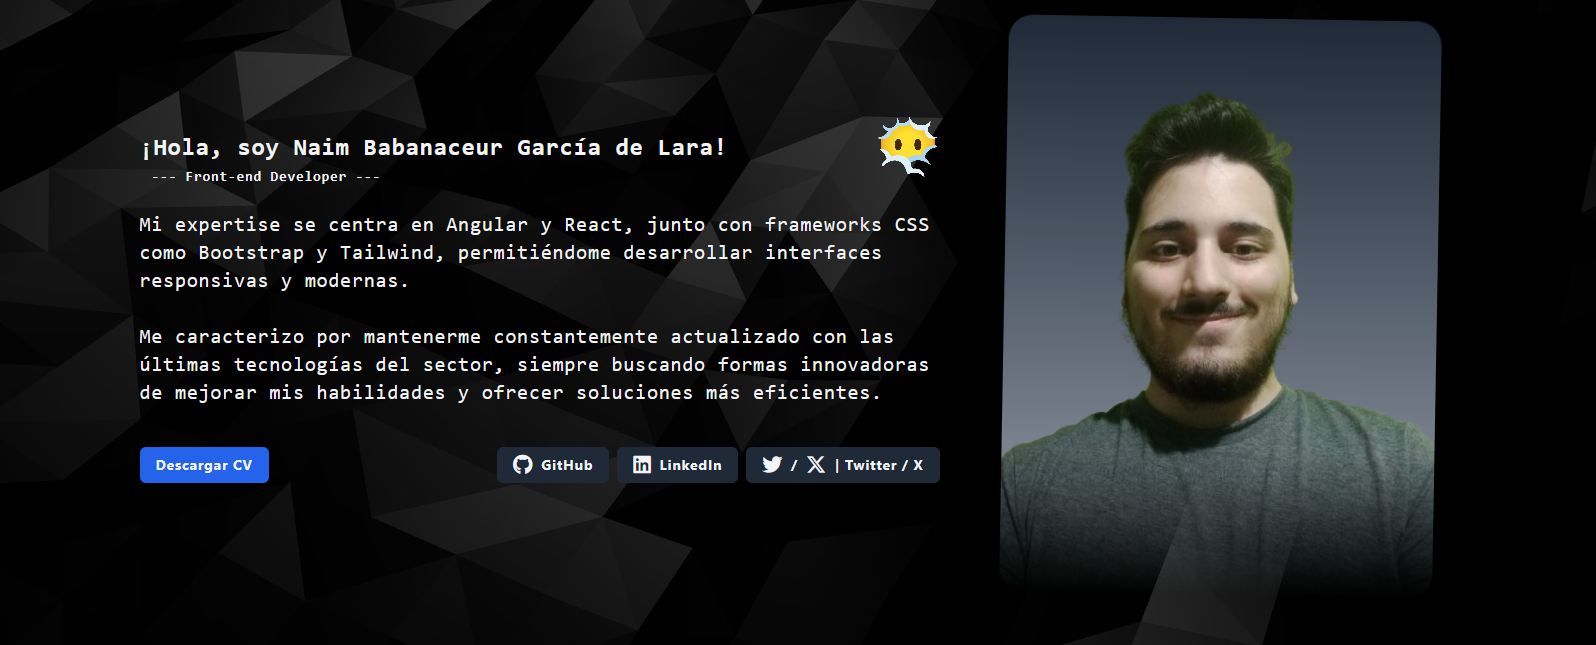 ¡Hola, soy Naim Babanaceur García de Lara!
--- Front-end Developer ---
Mi expertise se centra en Angular y React, junto con frameworks CSS
como Bootstrap y Tailwind, permitiéndome desarrollar interfaces
responsivas y modernas.
Me caracterizo por mantenerme constantemente actualizado con las
últimas tecnologías del sector, siempre buscando formas innovadoras
de mejorar mis habilidades y ofrecer soluciones más eficientes.
Descargar CV
GitHub
LinkedIn
/ | Twitter / X